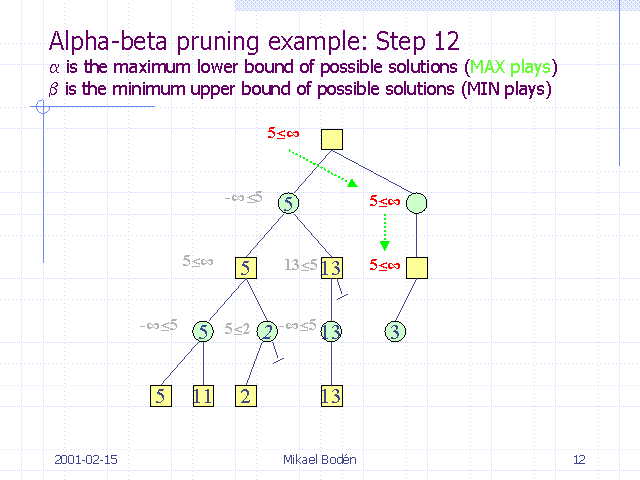 Alpha-beta pruning example: Step 12
α is the maximum lower bound of possible solutions (MAX plays)
β is the minimum upper bound of possible solutions (MIN plays)
5≤∞
-∞≤5 5 5≤∞
5≤∞ 5 13≤5 13 5≤∞
-∞≤5 5 5≤2 2 -∞≤5 13 3
5 11 2 13
2001-02-15 Mikael Bodén 12